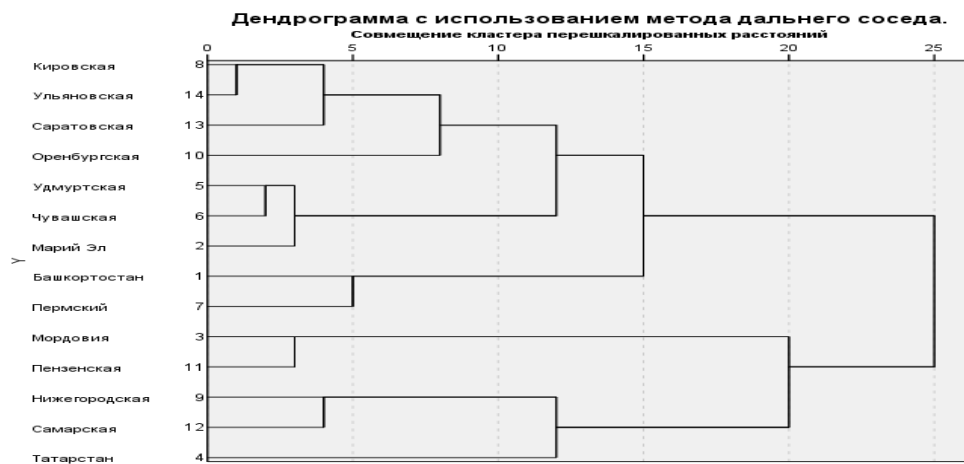 Дендрограмма с использованием метода дальнего соседа.
Совмещение кластера перешкалированных расстояний
0 5 10 15 20 25
Кировская 8
Ульяновская 14
Саратовская 13
Оренбургская 10
Удмуртская 5
Чувашская 6
Марий Эл 2
Y
Башкортостан 1
Пермский 7
Мордовия 3
Пензенская 11
Нижегородская 9
Самарская 12
Татарстан 4